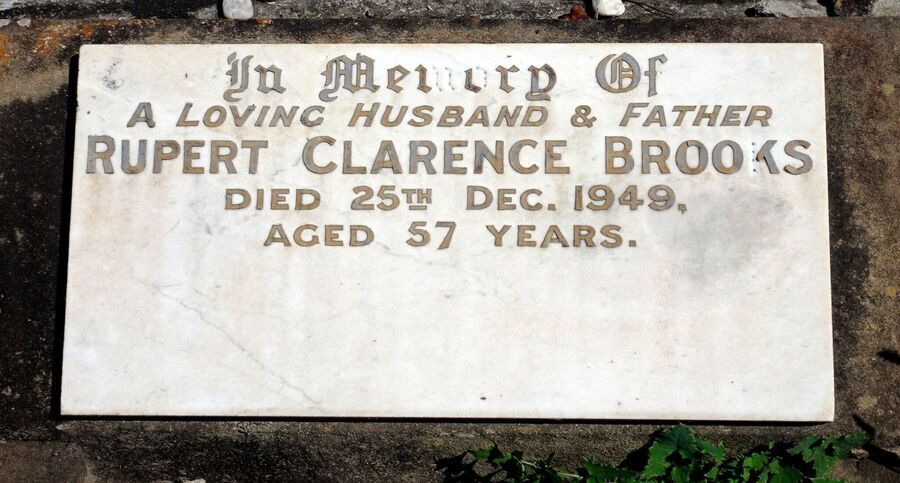 In Memory Of
A LOVING HUSBAND & FATHER
RUPERT CLARENCE BROOKS
DIED 25TH DEC. 1949,
AGED 57 YEARS.